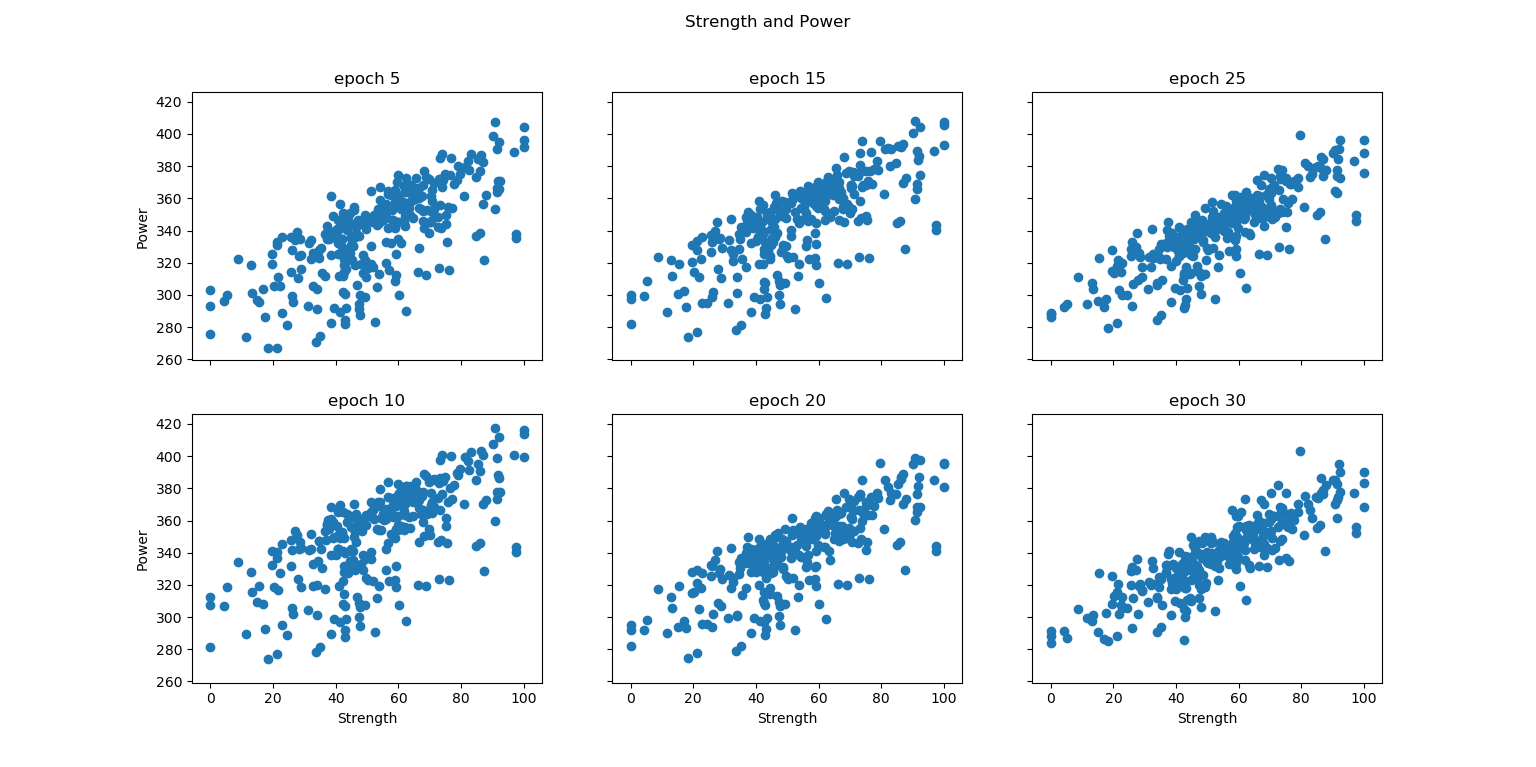 Strength and Power
epoch 5
epoch 15
epoch 25
420
400
380
360
340
320
300
280
260
Power
epoch 10
epoch 20
epoch 30
420
400
380
360
340
320
300
280
260
Power
0 20 40 60 80 100
0 20 40 60 80 100
0 20 40 60 80 100
Strength
Strength
Strength